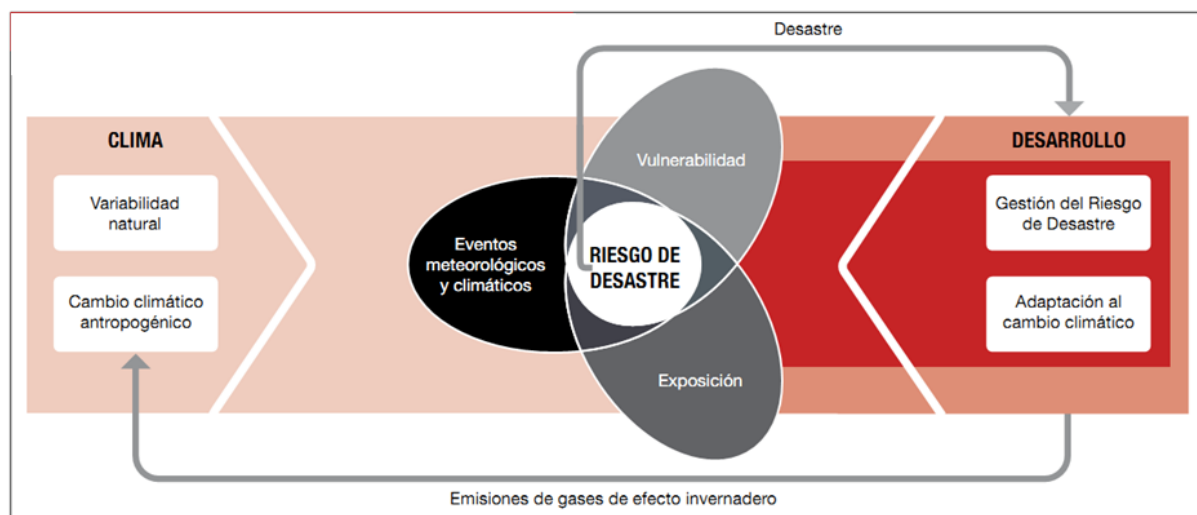 Desastre
CLIMA
Variabilidad
natural
Cambio climático
antropogénico
Eventos
meteorológicos
y climáticos
Vulnerabilidad
RIESGO DE
DESASTRE
Exposición
DESARROLLO
Gestión del Riesgo
de Desastre
Adaptación al
cambio climático
Emisiones de gases de efecto invernadero